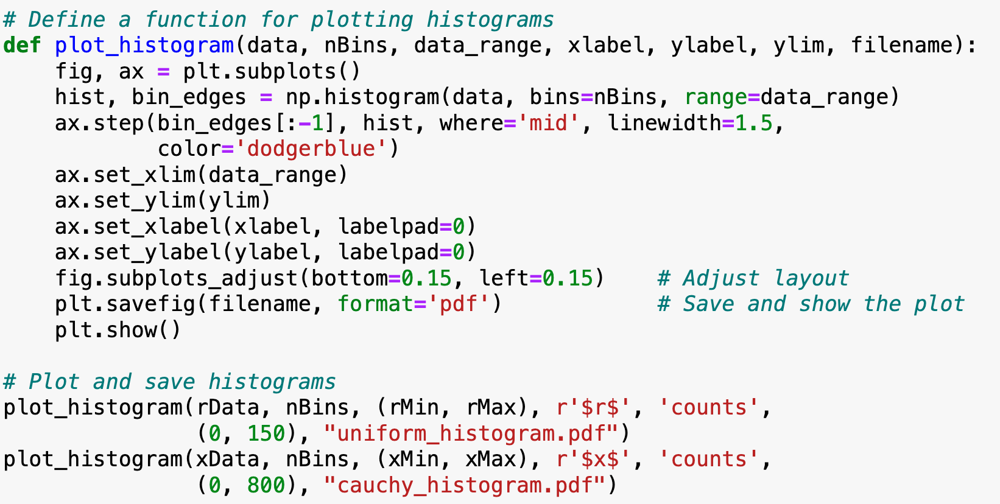 # Define a function for plotting histograms
def plot_histogram(data, nBins, data_range, xlabel, ylabel, ylim, filename):
    fig, ax = plt.subplots()
    hist, bin_edges = np.histogram(data, bins=nBins, range=data_range)
    ax.step(bin_edges[:-1], hist, where='mid', linewidth=1.5,
            color='dodgerblue')
    ax.set_xlim(data_range)
    ax.set_ylim(ylim)
    ax.set_xlabel(xlabel, labelpad=0)
    ax.set_ylabel(ylabel, labelpad=0)
    fig.subplots_adjust(bottom=0.15, left=0.15)    # Adjust layout
    plt.savefig(filename, format='pdf')            # Save and show the plot
    plt.show()

# Plot and save histograms
plot_histogram(rData, nBins, (rMin, rMax), r'$r$', 'counts',
               (0, 150), "uniform_histogram.pdf")
plot_histogram(xData, nBins, (xMin, xMax), r'$x$', 'counts',
               (0, 800), "cauchy_histogram.pdf")